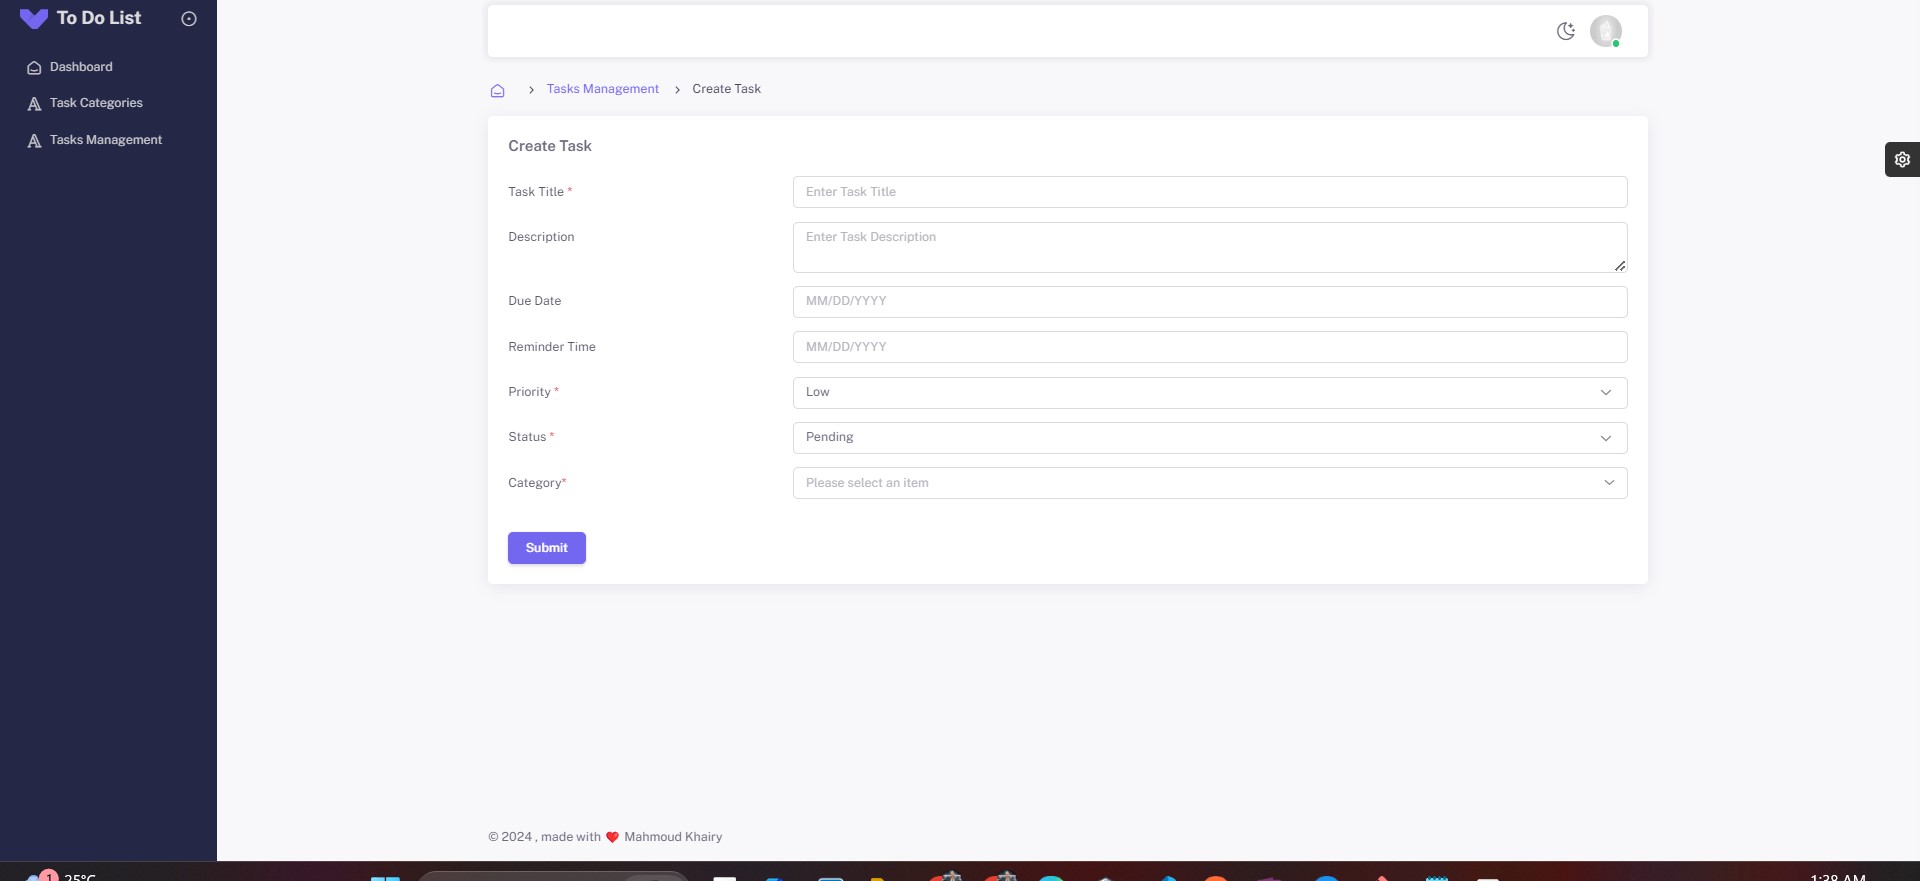 To Do List
Dashboard
Task Categories
Tasks Management
Tasks Management
Create Task
Create Task
Task Title *
Enter Task Title
Description
Enter Task Description
Due Date
MM/DD/YYYY
Reminder Time
MM/DD/YYYY
Priority *
Low
Status *
Pending
Category*
Please select an item
Submit
© 2024 , made with ❤️ Mahmoud Khairy
1
25°C
1:38 AM